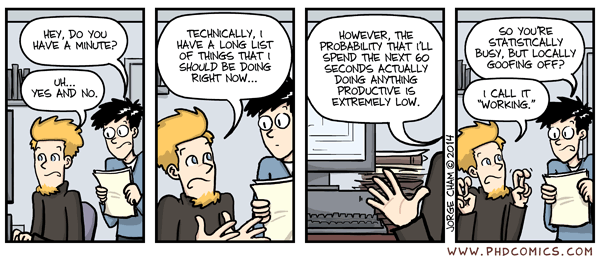 HEY, DO YOU
HAVE A MINUTE?
UH...
YES AND NO.
TECHNICALLY, I
HAVE A LONG LIST
OF THINGS THAT I
SHOULD BE DOING
RIGHT NOW...
HOWEVER, THE
PROBABILITY THAT I'LL
SPEND THE NEXT 60
SECONDS ACTUALLY
DOING ANYTHING
PRODUCTIVE IS
EXTREMELY LOW.
JORGE CHAM © 2014
SO YOU'RE
STATISTICALLY
BUSY, BUT LOCALLY
GOOFING OFF?
I CALL IT
"WORKING."
WWW.PHDCOMICS.COM